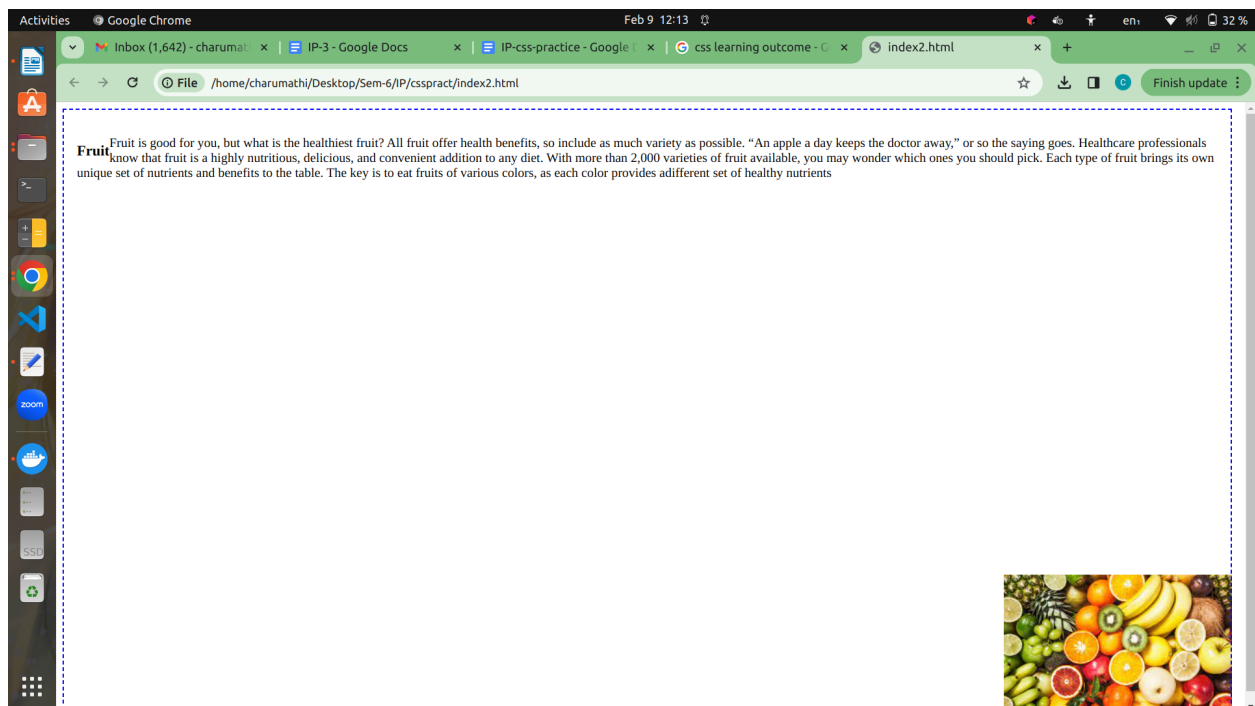 Activities Google Chrome Feb 9 12:13 en₁ 32 %
Inbox (1,642) - charumat IP-3 - Google Docs IP-css-practice - Google D css learning outcome - G index2.html
File /home/charumathi/Desktop/Sem-6/IP/csspract/index2.html C Finish update
Fruit is good for you, but what is the healthiest fruit? All fruit offer health benefits, so include as much variety as possible. “An apple a day keeps the doctor away,” or so the saying goes. Healthcare professionals
Fruit know that fruit is a highly nutritious, delicious, and convenient addition to any diet. With more than 2,000 varieties of fruit available, you may wonder which ones you should pick. Each type of fruit brings its own
unique set of nutrients and benefits to the table. The key is to eat fruits of various colors, as each color provides adifferent set of healthy nutrients
zoom
SSD